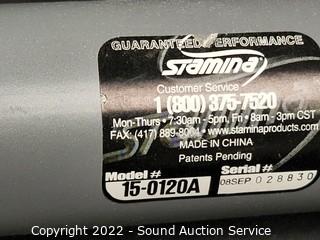 GUARANTEED PERFORMANCE
STAMINA
Customer Service
1 (800) 375-7520
Mon-Thurs • 7:30am - 5pm, Fri • 8am - 3pm CST
FAX: (417) 889-8064 • www.staminaproducts.com
MADE IN CHINA
Patents Pending
Model # Serial #
15-0120A 08SEP 028830
Copyright 2022 - Sound Auction Service